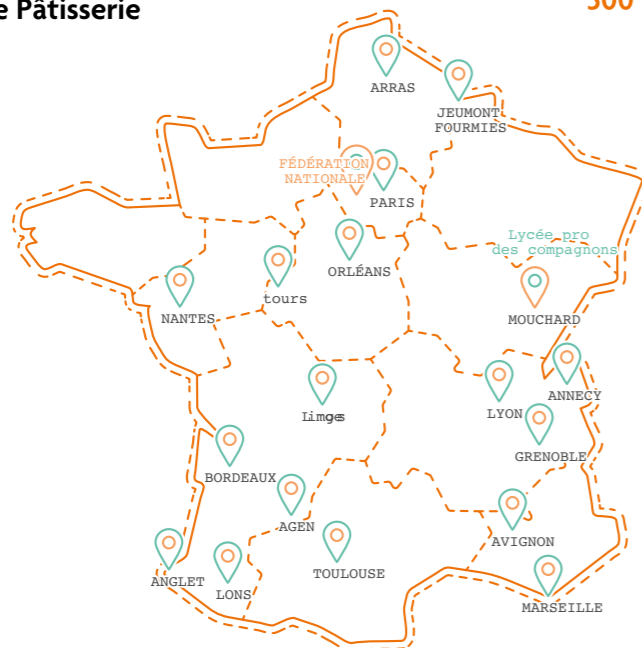 e Pâtisserie
300
ARRAS
JEUMONT
FOURMIES
FÉDÉRATION
NATIONALE
PARIS
Lycée pro
des compagnons
ORLÉANS
tours
NANTES
MOUCHARD
ANNECY
LYON
Limoges
GRENOBLE
BORDEAUX
AGEN
AVIGNON
TOULOUSE
ANGLET
LONS
MARSEILLE